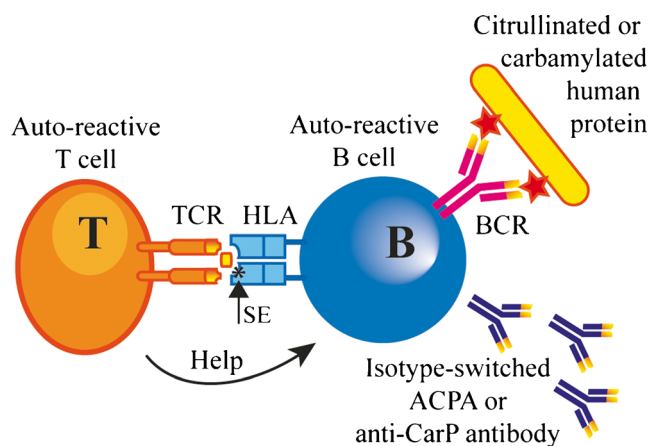 Citrullinated or
carbamylated
human
protein
Auto-reactive
T cell
Auto-reactive
B cell
TCR
HLA
T
B
BCR
*
SE
Help
Isotype-switched
ACPA or
anti-CarP antibody